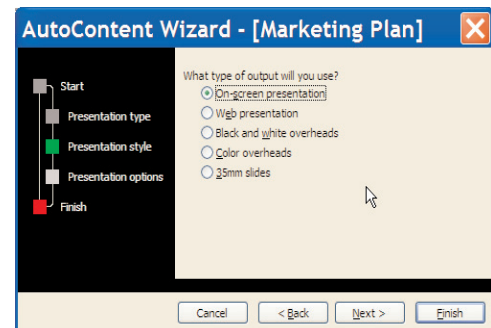 AutoContent Wizard - [Marketing Plan]
Start
Presentation type
Presentation style
Presentation options
Finish
What type of output will you use?
On-screen presentation
Web presentation
Black and white overheads
Color overheads
35mm slides
Cancel
< Back
Next >
Finish